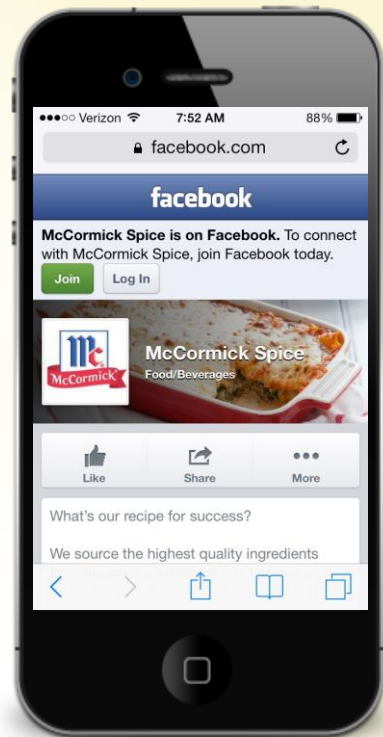 ●●●○○ Verizon 7:52 AM 88%
facebook.com
facebook
McCormick Spice is on Facebook. To connect
with McCormick Spice, join Facebook today.
Join Log In
Mc
McCormick
McCormick Spice
Food/Beverages
Like Share More
What's our recipe for success?
We source the highest quality ingredients